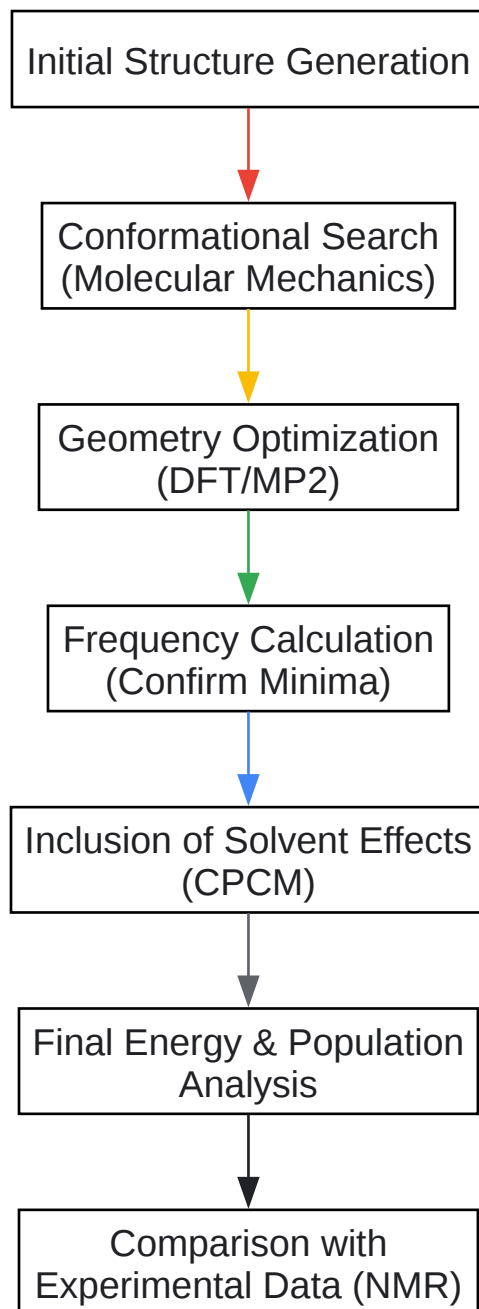 Initial Structure Generation
Conformational Search
(Molecular Mechanics)
Geometry Optimization
(DFT/MP2)
Frequency Calculation
(Confirm Minima)
Inclusion of Solvent Effects
(CPCM)
Final Energy & Population
Analysis
Comparison with
Experimental Data (NMR)